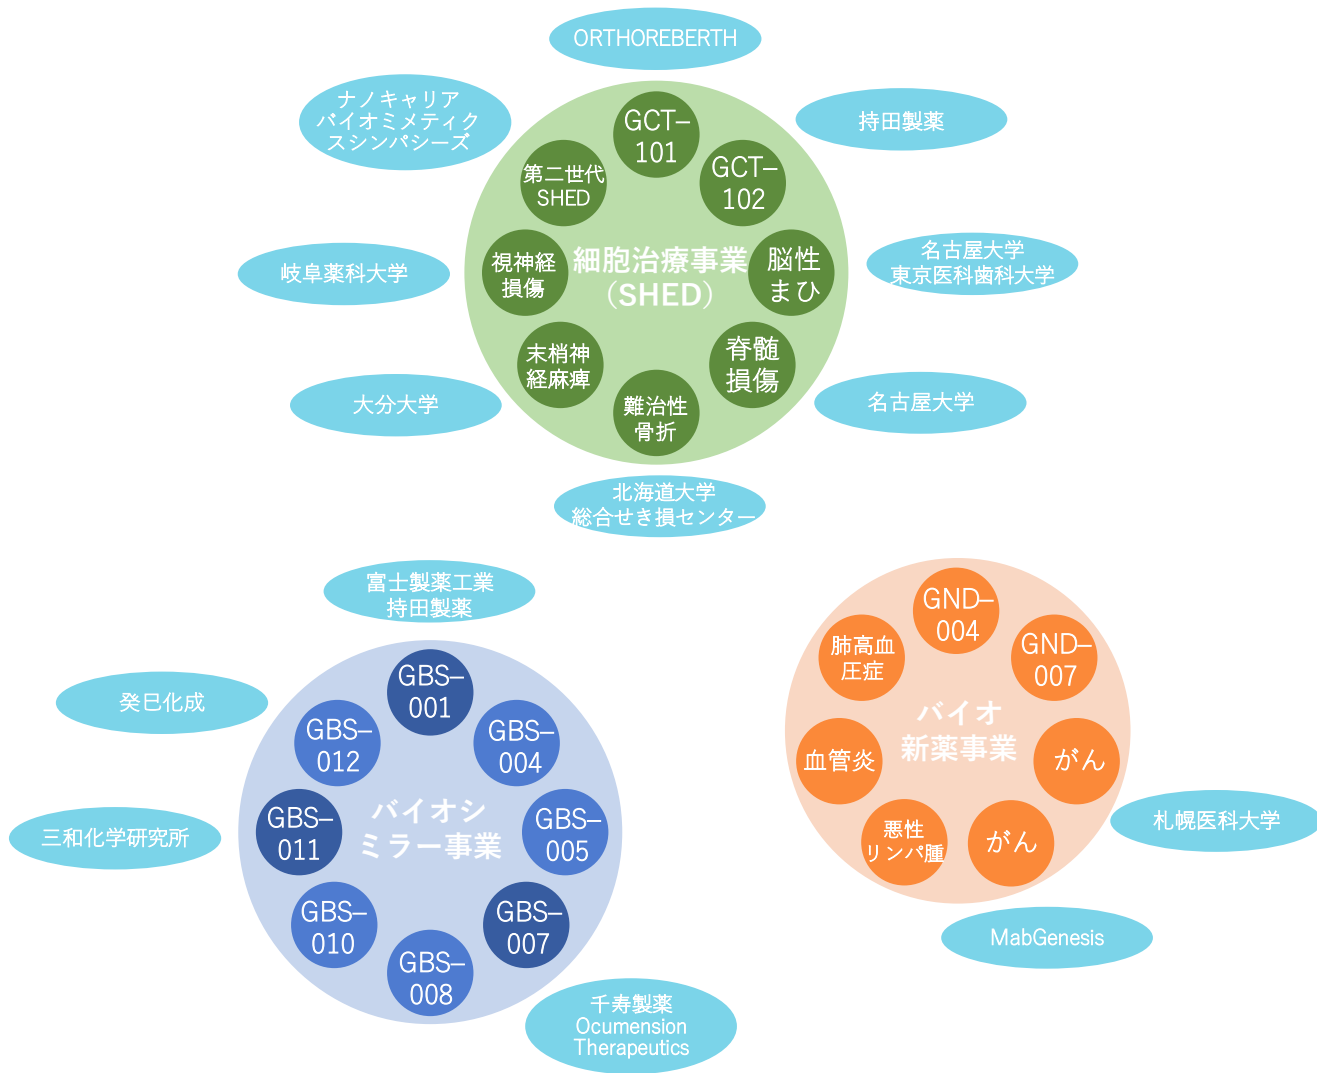 ORTHOREBERTH
ナノキャリア
バイオミメティク
スシンパシーズ
持田製薬
GCT–
101
GCT–
102
第二世代
SHED
視神経
損傷
細胞治療事業
（SHED）
脳性
まひ
岐阜薬科大学
名古屋大学
東京医科歯科大学
末梢神
経麻痺
脊髄
損傷
難治性
骨折
大分大学
名古屋大学
北海道大学
総合せき損センター
富士製薬工業
持田製薬
癸巳化成
GBS–
001
GBS–
012
GBS–
004
GBS–
011
バイオシ
ミラー事業
GBS–
005
三和化学研究所
GBS–
010
GBS–
007
GBS–
008
千寿製薬
Ocumension
Therapeutics
GND–
004
肺高血
圧症
GND–
007
バイオ
新薬事業
血管炎
がん
悪性
リンパ腫
がん
札幌医科大学
MabGenesis